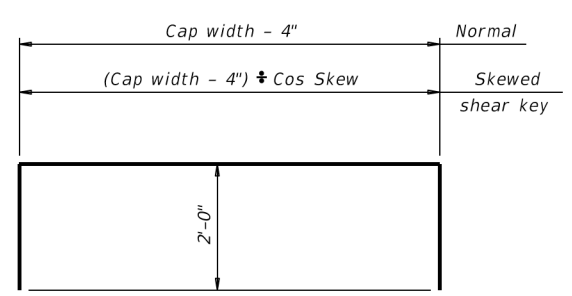 Cap width - 4" Normal
(Cap width - 4") ÷ Cos Skew Skewed
shear key
2'-0"